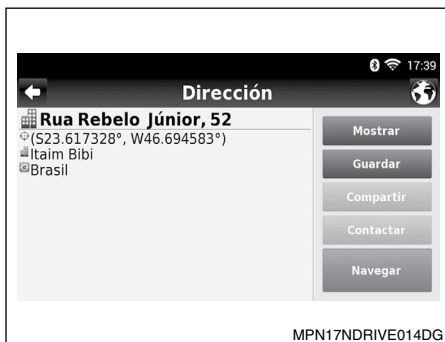 17:39
Dirección
Rua Rebelo Júnior, 52
(S23.617328°, W46.694583°)
Itaim Bibi
Brasil
Mostrar
Guardar
Compartir
Contactar
Navegar
MPN17NDRIVE014DG